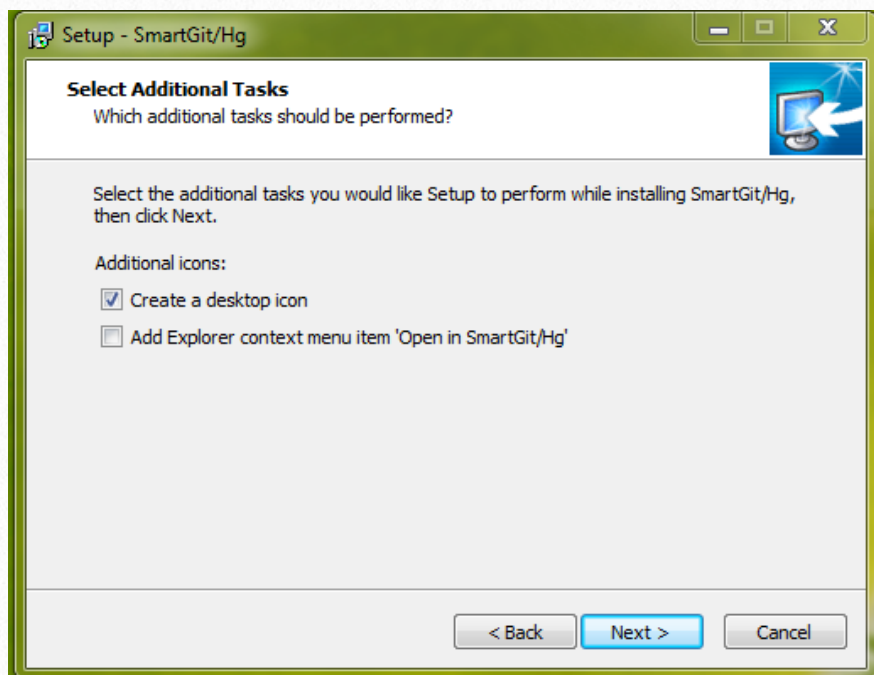 Setup - SmartGit/Hg
Select Additional Tasks
Which additional tasks should be performed?
Select the additional tasks you would like Setup to perform while installing SmartGit/Hg,
then click Next.
Additional icons:
Create a desktop icon
Add Explorer context menu item 'Open in SmartGit/Hg'
< Back Next > Cancel